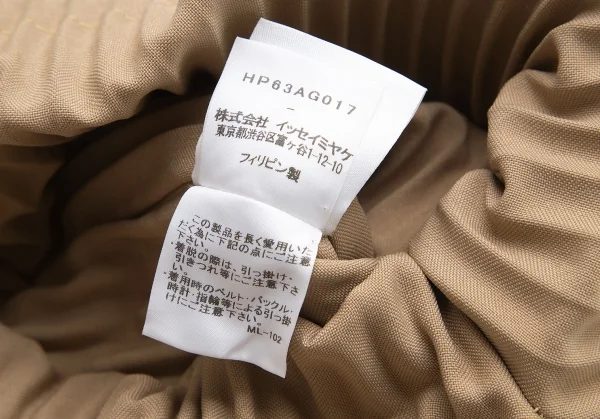 HP63AG017
-
株式会社 イッセイミヤケ
東京都渋谷区富ヶ谷1-12-10
フィリピン製
この製品を長く愛用いた
だく為に下記の点にご注意
下さい。
・着脱の際は、引っ掛け・
引きつれ等にご注意下さ
い。
・着用時のベルト・バックル・
時計・指輪等による引っ掛
けにご注意下さい。
ML-102